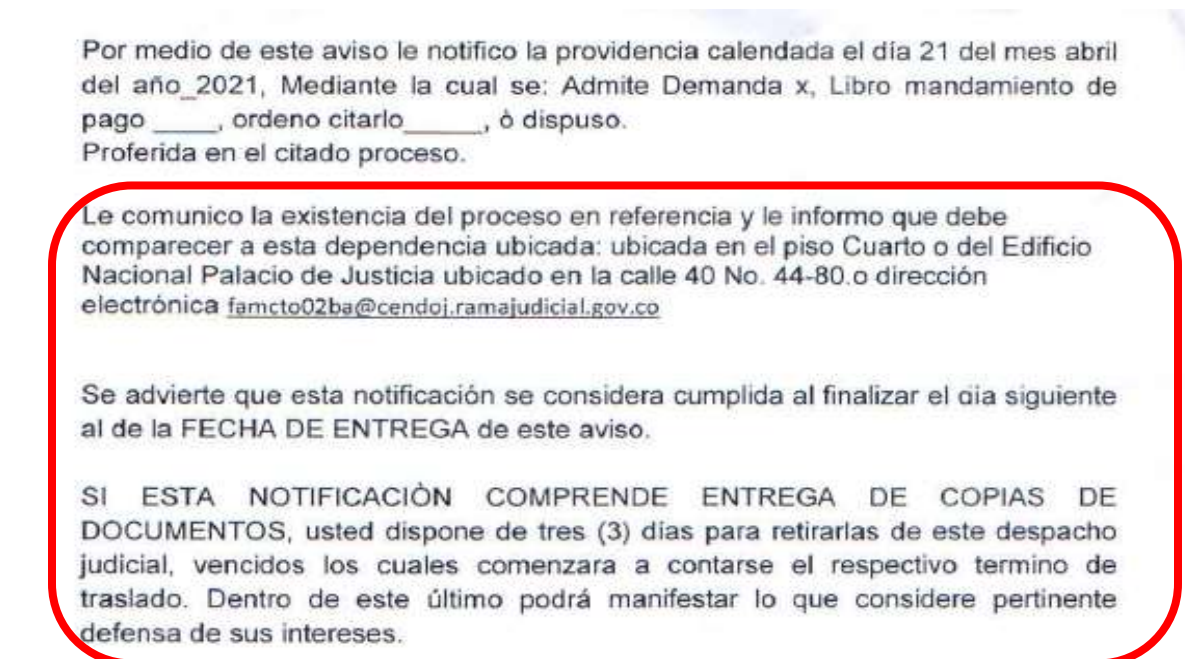 Por medio de este aviso le notifico la providencia calendada el día 21 del mes abril
del año_2021, Mediante la cual se: Admite Demanda x, Libro mandamiento de
pago ____, ordeno citarlo______, ò dispuso.
Proferida en el citado proceso.
Le comunico la existencia del proceso en referencia y le informo que debe
comparecer a esta dependencia ubicada: ubicada en el piso Cuarto o del Edificio
Nacional Palacio de Justicia ubicado en la calle 40 No. 44-80.o dirección
electrónica famcto02ba@cendoj.ramajudicial.gov.co
Se advierte que esta notificación se considera cumplida al finalizar el dia siguiente
al de la FECHA DE ENTREGA de este aviso.
SI ESTA NOTIFICACIÒN COMPRENDE ENTREGA DE COPIAS DE
DOCUMENTOS, usted dispone de tres (3) días para retirarlas de este despacho
judicial, vencidos los cuales comenzara a contarse el respectivo termino de
traslado. Dentro de este último podrá manifestar lo que considere pertinente
defensa de sus intereses.